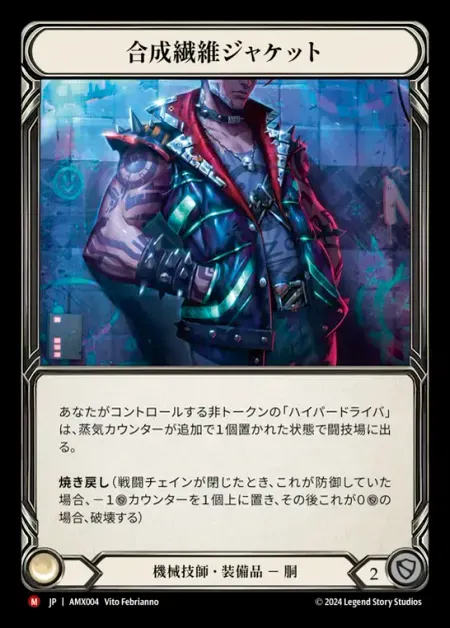 合成繊維ジャケット
あなたがコントロールする非トークンの「ハイパードライバ」
は、蒸気カウンターが追加で1個置かれた状態で闘技場に出
る。
焼き戻し（戦闘チェインが閉じたとき、これが防御していた
場合、－1カウンターを1個上に置き、その後これが0の
場合、破壊する）
機械技師・装備品 － 胴
2
M JP | AMX004 Vito Febrianno
© 2024 Legend Story Studios